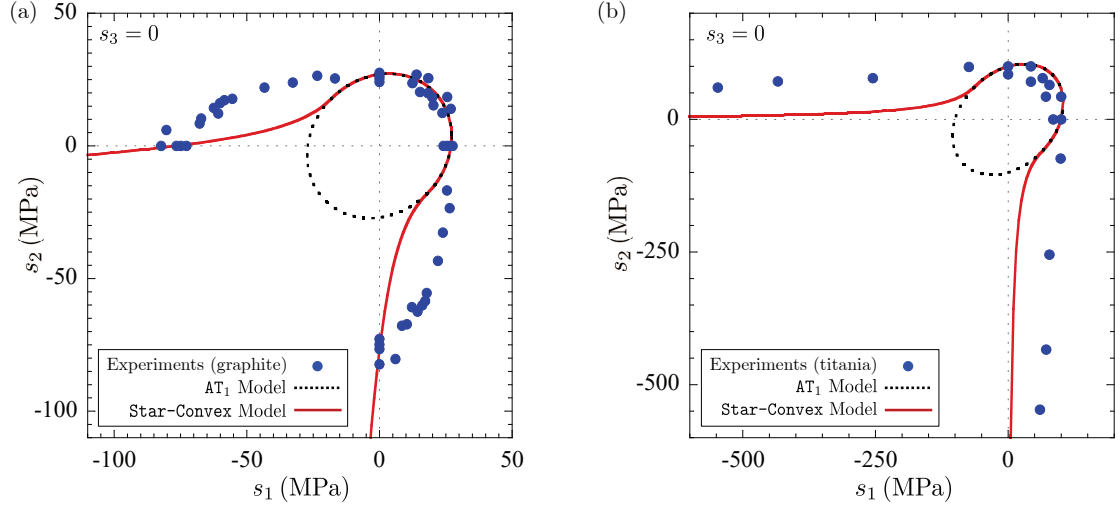 (a)
s₃ = 0
50
25
0
-50
-100
s₂ (MPa)
Experiments (graphite)
AT₁ Model
Star-Convex Model
-100
-50
0
50
s₁ (MPa)
(b)
s₃ = 0
0
-250
-500
s₂ (MPa)
Experiments (titania)
AT₁ Model
Star-Convex Model
-500
-250
0
s₁ (MPa)